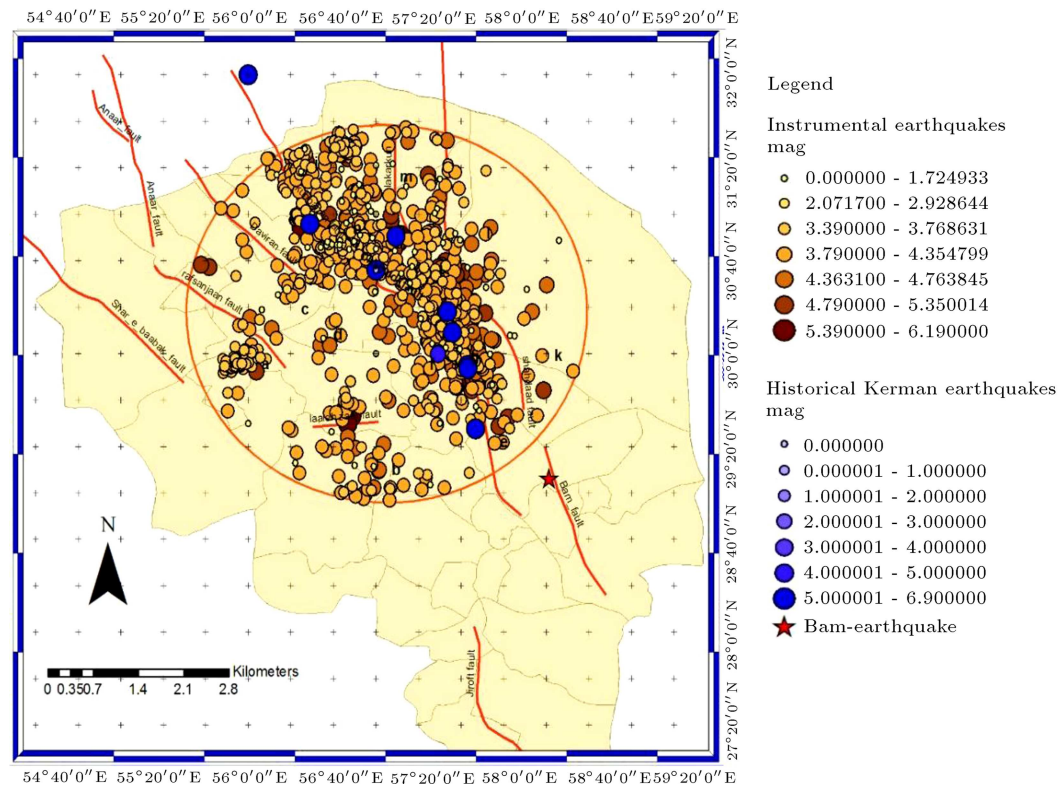 54°40′0″E 55°20′0″E 56°0′0″E 56°40′0″E 57°20′0″E 58°0′0″E 58°40′0″E 59°20′0″E
32°0′0″N
31°20′0″N
30°40′0″N
30°0′0″N
29°20′0″N
28°40′0″N
28°0′0″N
27°20′0″N
Anaar_fault
Anaar_fault
rafsanjaan fault
Shar_e_baabak_fault
m
c
d
k
b
e
shahdaad fault
Bam_fault
Jiroft fault
N
Kilometers
0 0.350.7 1.4 2.1 2.8
54°40′0″E 55°20′0″E 56°0′0″E 56°40′0″E 57°20′0″E 58°0′0″E 58°40′0″E 59°20′0″E
Legend
Instrumental earthquakes
mag
0.000000 - 1.724933
2.071700 - 2.928644
3.390000 - 3.768631
3.790000 - 4.354799
4.363100 - 4.763845
4.790000 - 5.350014
5.390000 - 6.190000
Historical Kerman earthquakes
mag
0.000000
0.000001 - 1.000000
1.000001 - 2.000000
2.000001 - 3.000000
3.000001 - 4.000000
4.000001 - 5.000000
5.000001 - 6.900000
Bam-earthquake